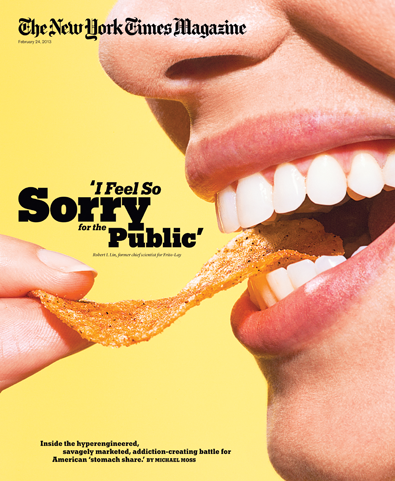 The New York Times Magazine
February 24, 2013
‘I Feel So
Sorry
for the
Public’
Robert I. Lin, former chief scientist for Frito-Lay
Inside the hyperengineered,
savagely marketed, addiction-creating battle for
American ‘stomach share.’ BY MICHAEL MOSS